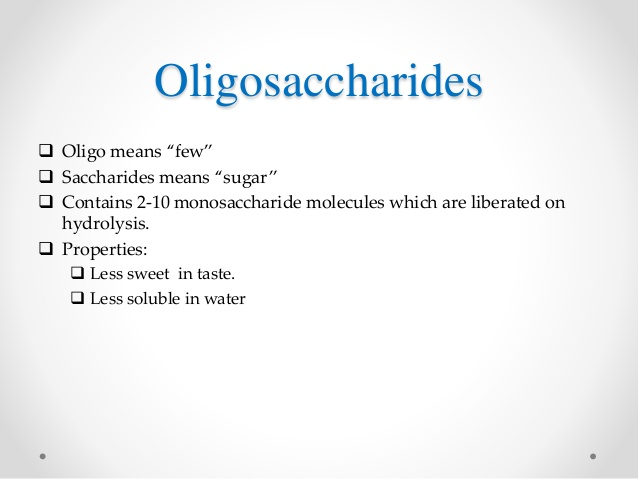 Oligosaccharides
❑ Oligo means “few”
❑ Saccharides means “sugar”
❑ Contains 2-10 monosaccharide molecules which are liberated on
hydrolysis.
❑ Properties:
❑ Less sweet  in taste.
❑ Less soluble in water